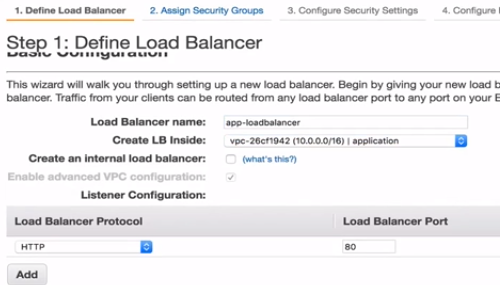 1. Define Load Balancer 2. Assign Security Groups 3. Configure Security Settings 4. Configure
Step 1: Define Load Balancer
Basic Configuration
This wizard will walk you through setting up a new load balancer. Begin by giving your new load b
balancer. Traffic from your clients can be routed from any load balancer port to any port on your E
Load Balancer name: app-loadbalancer
Create LB Inside: vpc-26cf1942 (10.0.0.0/16) | application
Create an internal load balancer: (what's this?)
Enable advanced VPC configuration:
Listener Configuration:
Load Balancer Protocol Load Balancer Port
HTTP 80
Add